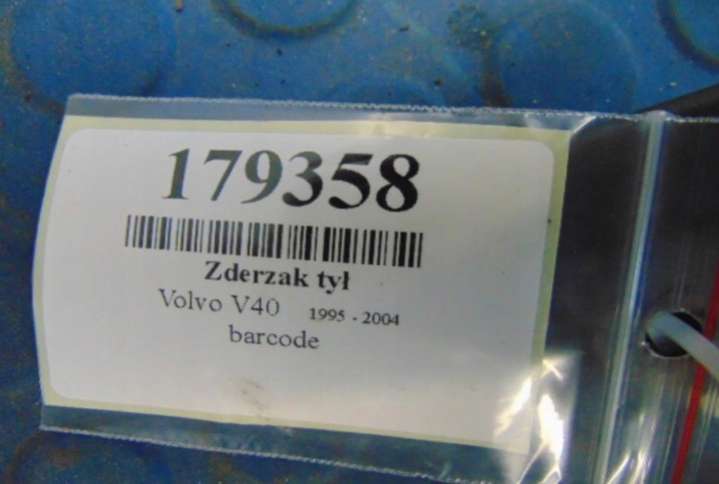 179358
Zderzak tył
Volvo V40 1995 - 2004
barcode